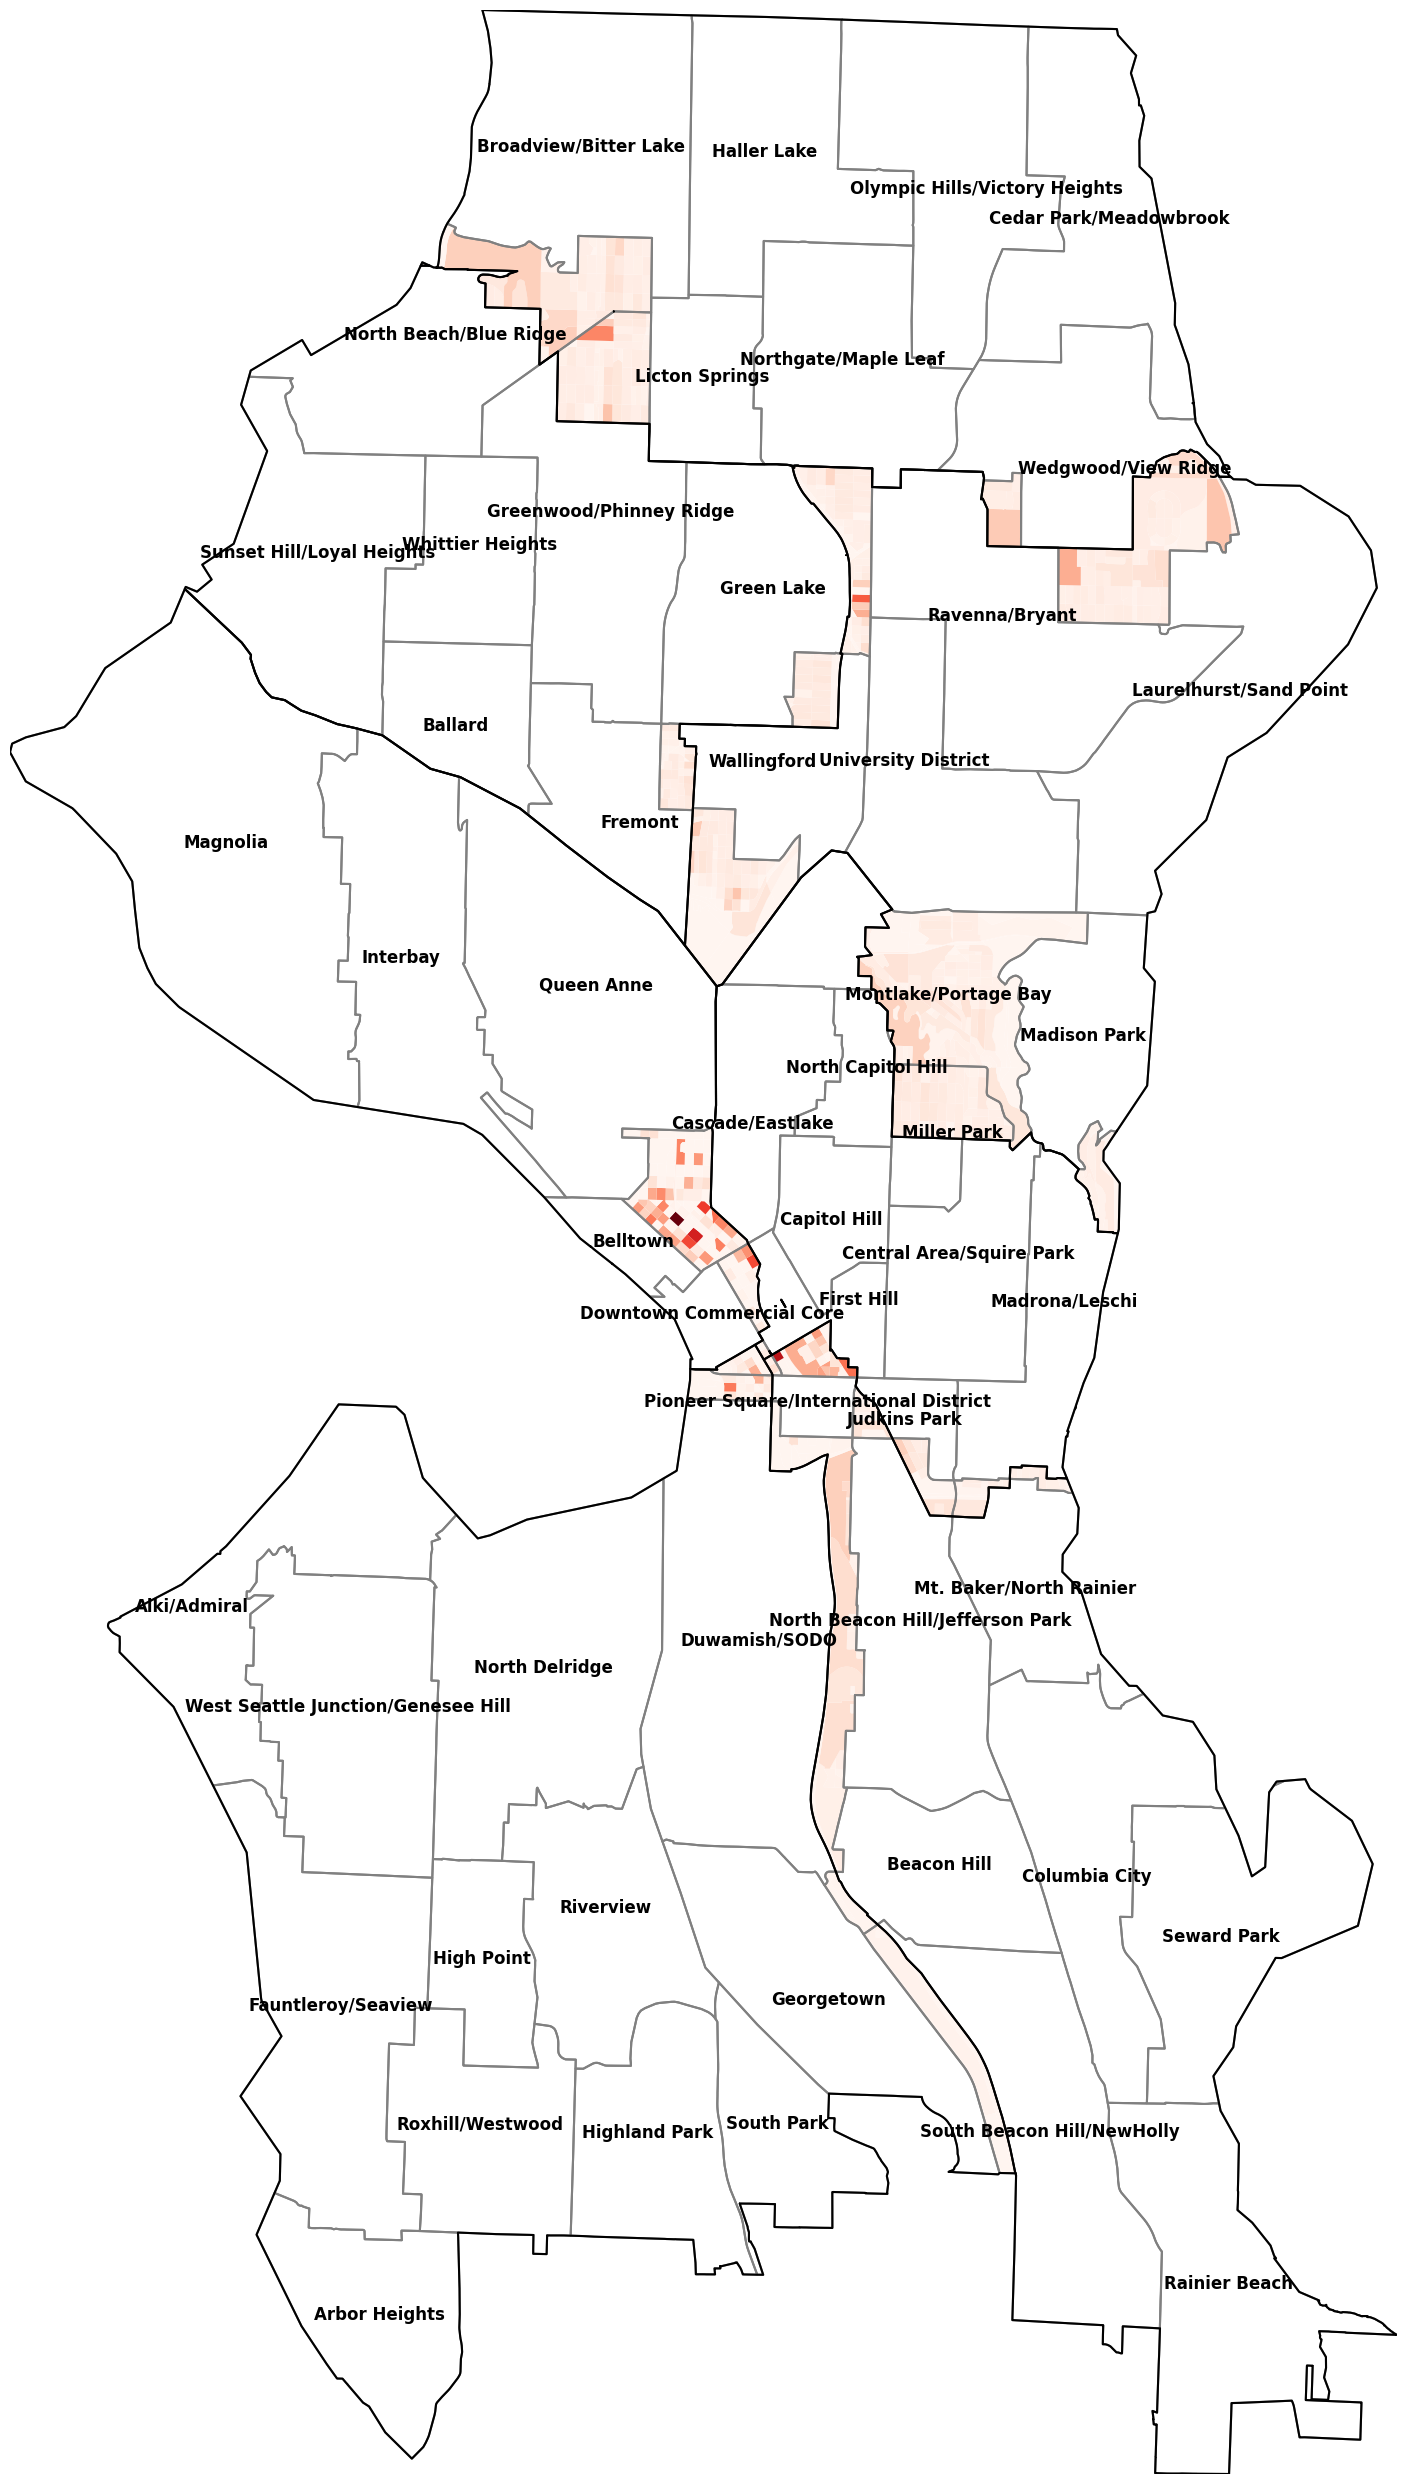 Broadview/Bitter Lake
Haller Lake
Olympic Hills/Victory Heights
Cedar Park/Meadowbrook
North Beach/Blue Ridge
Northgate/Maple Leaf
Licton Springs
Wedgwood/View Ridge
Greenwood/Phinney Ridge
Whittier Heights
Sunset Hill/Loyal Heights
Green Lake
Ravenna/Bryant
Laurelhurst/Sand Point
Ballard
Wallingford
University District
Fremont
Magnolia
Interbay
Queen Anne
Montlake/Portage Bay
Madison Park
North Capitol Hill
Cascade/Eastlake
Miller Park
Capitol Hill
Belltown
Central Area/Squire Park
First Hill
Madrona/Leschi
Downtown Commercial Core
Pioneer Square/International District
Judkins Park
Mt. Baker/North Rainier
Alki/Admiral
North Beacon Hill/Jefferson Park
Duwamish/SODO
North Delridge
West Seattle Junction/Genesee Hill
Beacon Hill
Columbia City
Riverview
Seward Park
High Point
Georgetown
Fauntleroy/Seaview
Roxhill/Westwood
South Park
Highland Park
South Beacon Hill/NewHolly
Rainier Beach
Arbor Heights